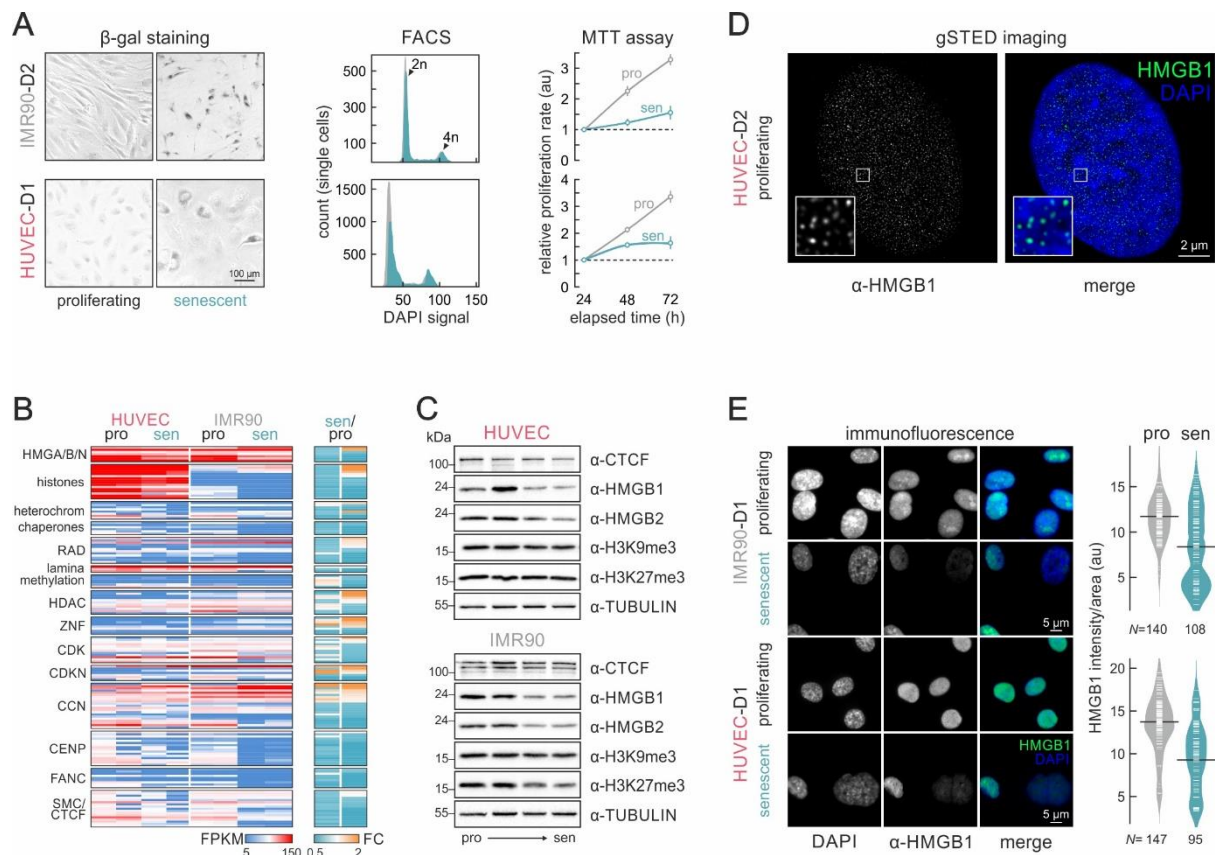 A
β-gal staining
FACS
MTT assay
IMR90-D2
HUVEC-D1
100 µm
proliferating
senescent
count (single cells)
500
300
100
0
2n
4n
1500
1000
500
0
50 100 150
DAPI signal
relative proliferation rate (au)
4
3
2
1
0
pro
sen
4
3
2
1
0
pro
sen
24 48 72
elapsed time (h)
D
gSTED imaging
HUVEC-D2
proliferating
HMGB1
DAPI
2 µm
α-HMGB1
merge
B
HUVEC
IMR90
sen/
pro
pro sen pro sen
HMGA/B/N
histones
heterochrom
chaperones
RAD
lamina
methylation
HDAC
ZNF
CDK
CDKN
CCN
CENP
FANC
SMC/
CTCF
FPKM
5 150
FC
0.5 2
C
kDa
HUVEC
100
α-CTCF
24
α-HMGB1
24
α-HMGB2
15
α-H3K9me3
15
α-H3K27me3
55
α-TUBULIN
IMR90
100
α-CTCF
24
α-HMGB1
24
α-HMGB2
15
α-H3K9me3
15
α-H3K27me3
55
α-TUBULIN
pro sen
E
immunofluorescence
IMR90-D1
proliferating
senescent
5 µm
HUVEC-D1
proliferating
senescent
HMGB1
DAPI
5 µm
DAPI
α-HMGB1
merge
pro sen
HMGB1 intensity/area (au)
15
10
5
N=140 108
20
15
10
5
0
N= 147 95